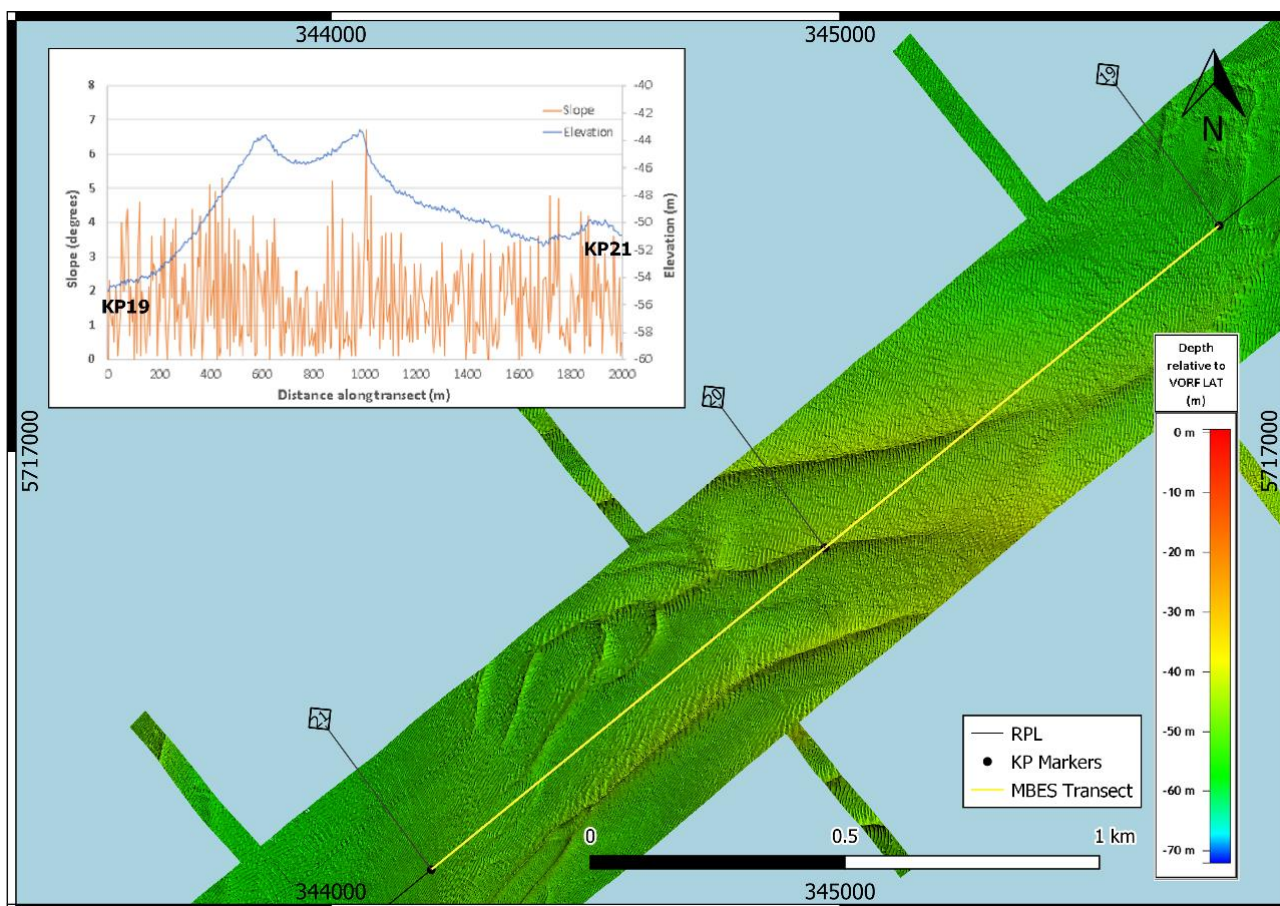 344000
345000
Slope
Elevation
8
7
6
5
4
3
2
1
0
Slope (degrees)
-40
-42
-44
-46
-48
-50
-52
-54
-56
-58
-60
Elevation (m)
KP19
KP21
0 200 400 600 800 1000 1200 1400 1600 1800 2000
Distance along transect (m)
19
N
20
21
5717000
5717000
Depth
relative to
VORF LAT
(m)
0 m
-10 m
-20 m
-30 m
-40 m
-50 m
-60 m
-70 m
RPL
KP Markers
MBES Transect
0 0.5 1 km
344000
345000